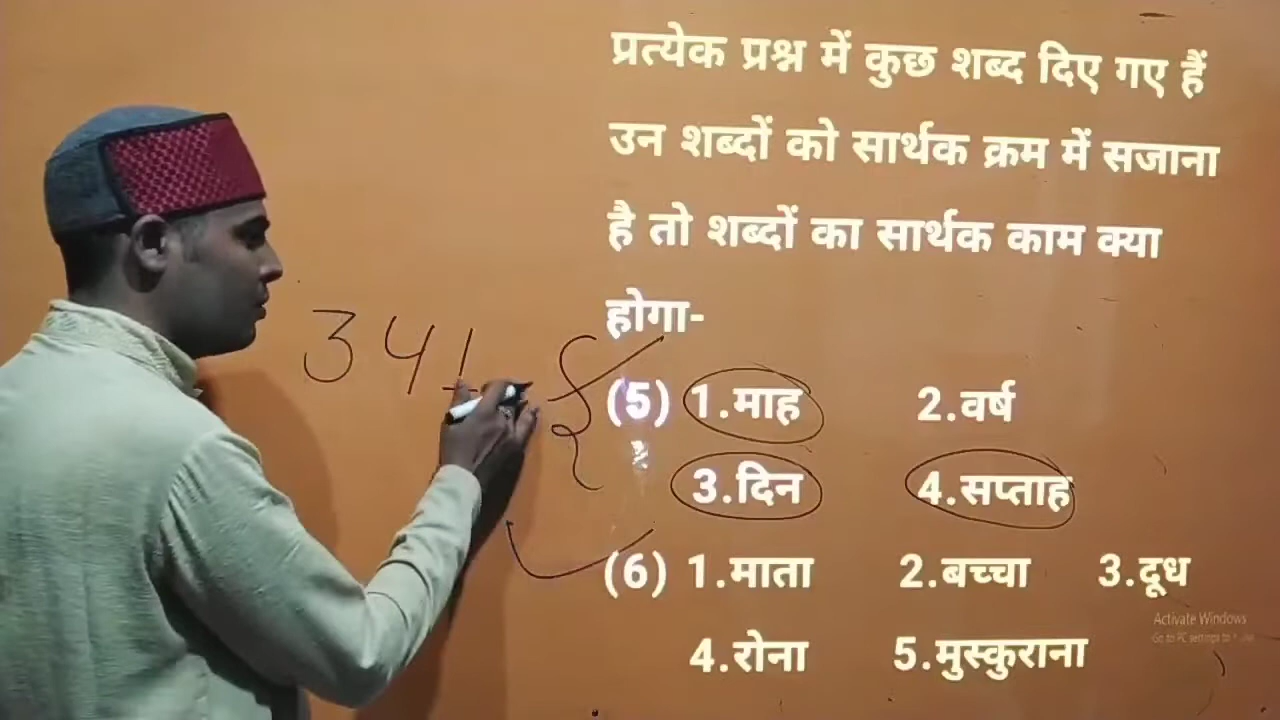 प्रत्येक प्रश्न में कुछ शब्द दिए गए हैं
उन शब्दों को सार्थक क्रम में सजाना
है तो शब्दों का सार्थक काम क्या
होगा-
341
(5) 1.माह 2.वर्ष
3.दिन 4.सप्ताह
(6) 1.माता 2.बच्चा 3.दूध
4.रोना 5.मुस्कुराना
Activate Windows